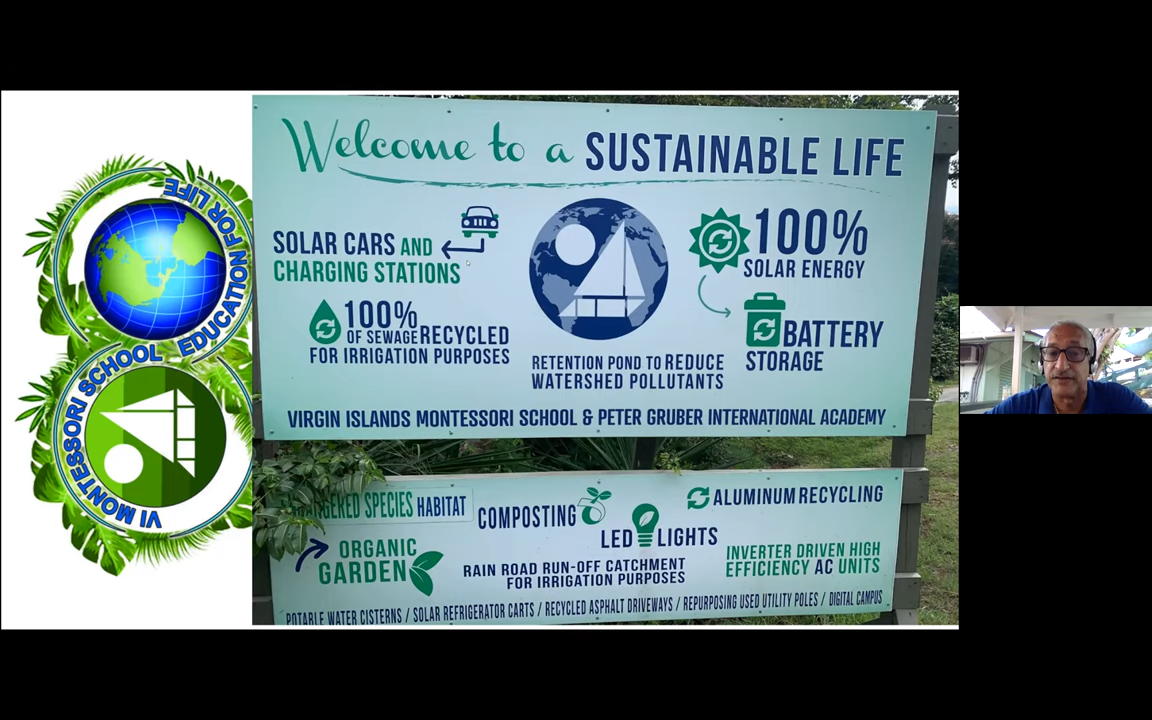 EDUCATION FOR LIFE
VI MONTESSORI SCHOOL
Welcome to a SUSTAINABLE LIFE
SOLAR CARS AND
CHARGING STATIONS
100%
OF SEWAGE RECYCLED
FOR IRRIGATION PURPOSES
RETENTION POND TO REDUCE
WATERSHED POLLUTANTS
100%
SOLAR ENERGY
BATTERY
STORAGE
VIRGIN ISLANDS MONTESSORI SCHOOL & PETER GRUBER INTERNATIONAL ACADEMY
SPECIES HABITAT
COMPOSTING
LED LIGHTS
ALUMINUM RECYCLING
ORGANIC
GARDEN
RAIN ROAD RUN-OFF CATCHMENT
FOR IRRIGATION PURPOSES
INVERTER DRIVEN HIGH
EFFICIENCY AC UNITS
POTABLE WATER CISTERNS / SOLAR REFRIGERATOR CARTS / RECYCLED ASPHALT DRIVEWAYS / REPURPOSING USED UTILITY POLES / DIGITAL CAMPUS